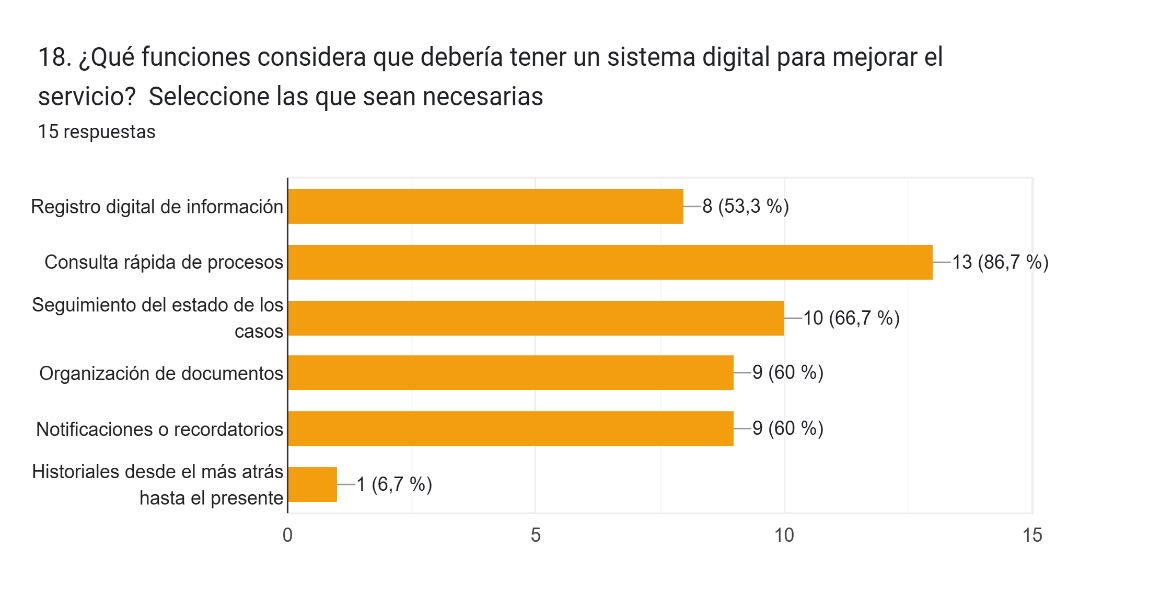 18. ¿Qué funciones considera que debería tener un sistema digital para mejorar el
servicio?  Seleccione las que sean necesarias
15 respuestas
Registro digital de información
8 (53,3 %)
Consulta rápida de procesos
13 (86,7 %)
Seguimiento del estado de los
casos
10 (66,7 %)
Organización de documentos
9 (60 %)
Notificaciones o recordatorios
9 (60 %)
Historiales desde el más atrás
hasta el presente
1 (6,7 %)
0
5
10
15